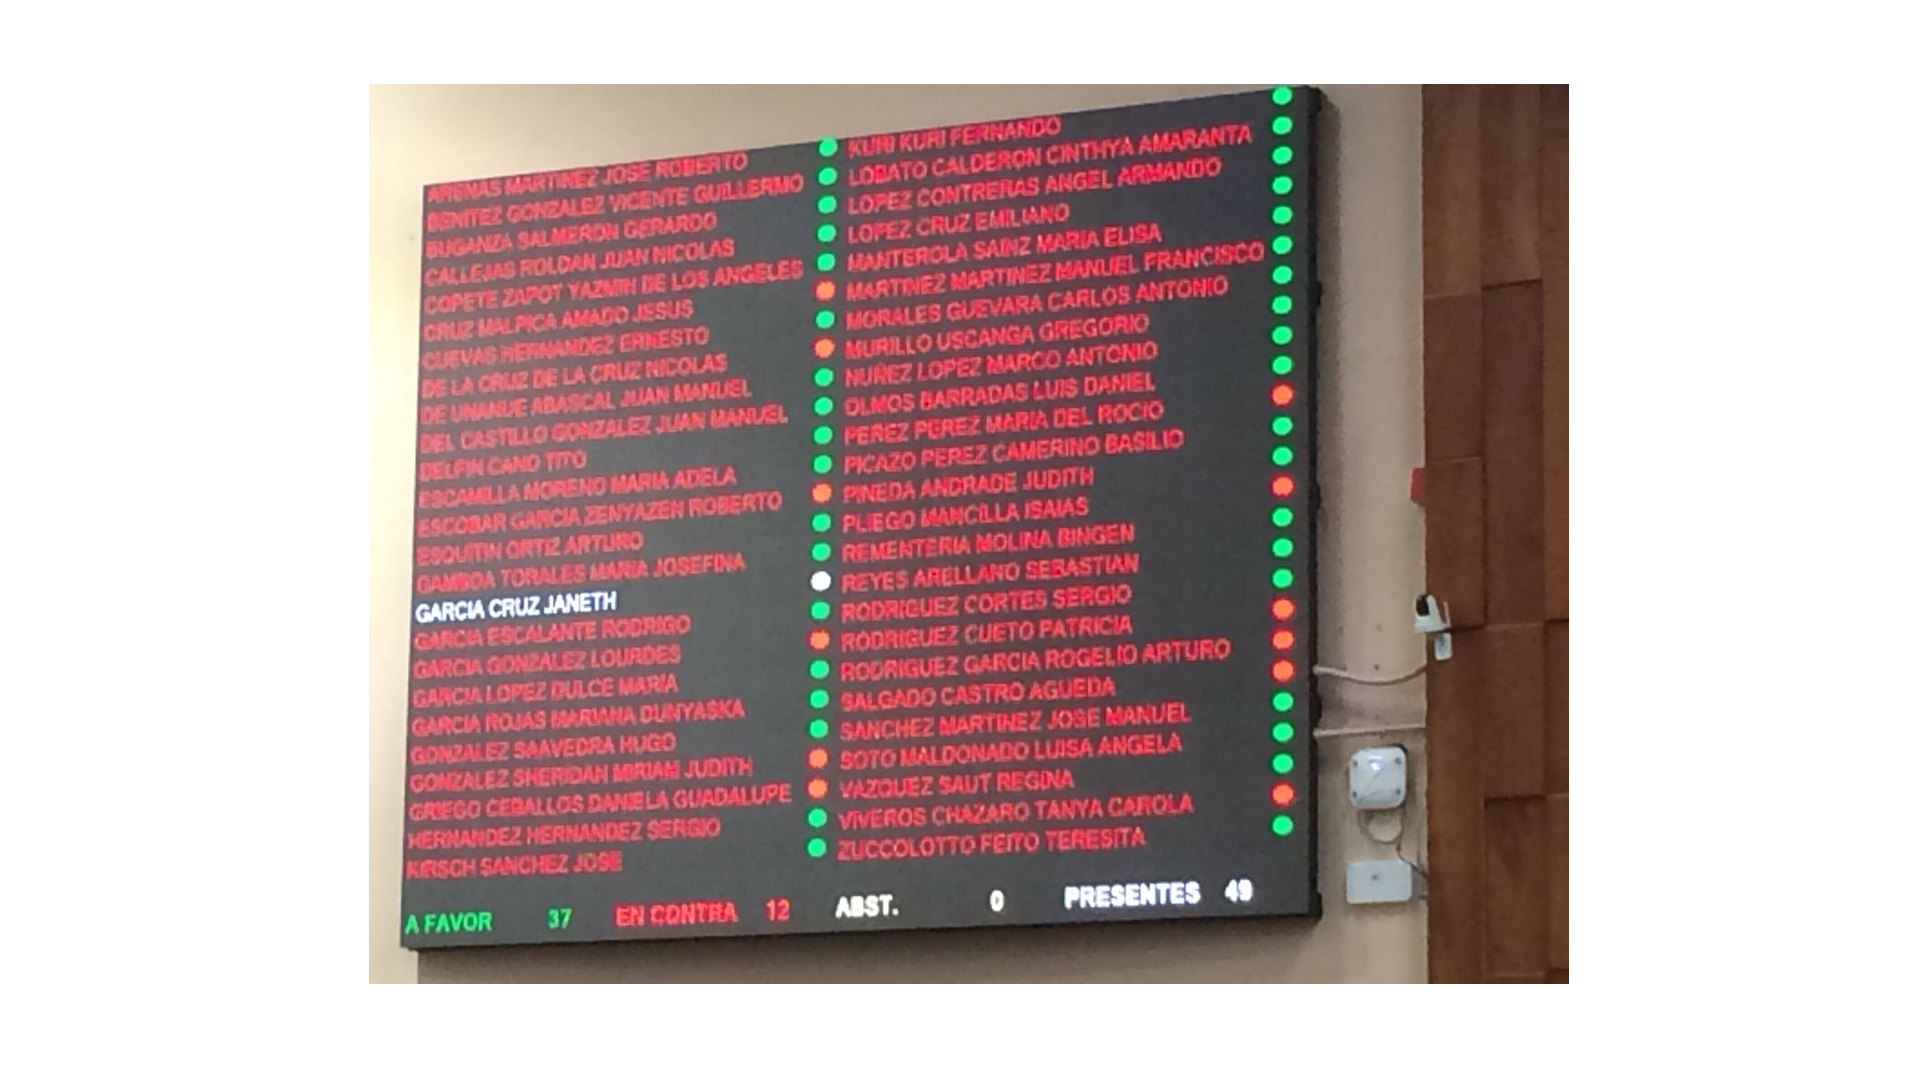 ARENAS MARTINEZ JOSE ROBERTO
BENITEZ GONZALEZ VICENTE GUILLERMO
BUGANZA SALMERON GERARDO
CALLEJAS ROLDAN JUAN NICOLAS
COPETE ZAPOT YAZMIN DE LOS ANGELES
CRUZ MALPICA AMADO JESUS
CUEVAS HERNANDEZ ERNESTO
DE LA CRUZ DE LA CRUZ NICOLAS
DE UNANUE ABASCAL JUAN MANUEL
DEL CASTILLO GONZALEZ JUAN MANUEL
DELFIN CANO TITO
ESCAMILLA MORENO MARIA ADELA
ESCOBAR GARCIA ZENYAZEN ROBERTO
ESQUITIN ORTIZ ARTURO
GAMBOA TORALES MARIA JOSEFINA
GARCIA CRUZ JANETH
GARCIA ESCALANTE RODRIGO
GARCIA GONZALEZ LOURDES
GARCIA LOPEZ DULCE MARIA
GARCIA ROJAS MARIANA DUNYASKA
GONZALEZ SAAVEDRA HUGO
GONZALEZ SHERIDAN MIRIAM JUDITH
GRIEGO CEBALLOS DANIELA GUADALUPE
HERNANDEZ HERNANDEZ SERGIO
KIRSCH SANCHEZ JOSE
KURI KURI FERNANDO
LOBATO CALDERON CINTHYA AMARANTA
LOPEZ CONTRERAS ANGEL ARMANDO
LOPEZ CRUZ EMILIANO
MANTEROLA SAINZ MARIA ELISA
MARTINEZ MARTINEZ MANUEL FRANCISCO
MORALES GUEVARA CARLOS ANTONIO
MURILLO USCANGA GREGORIO
NUÑEZ LOPEZ MARCO ANTONIO
OLMOS BARRADAS LUIS DANIEL
PEREZ PEREZ MARIA DEL ROCIO
PICAZO PEREZ CAMERINO BASILIO
PINEDA ANDRADE JUDITH
PLIEGO MANCILLA ISAIAS
REMENTERIA MOLINA BINGEN
REYES ARELLANO SEBASTIAN
RODRIGUEZ CORTES SERGIO
RODRIGUEZ CUETO PATRICIA
RODRIGUEZ GARCIA ROGELIO ARTURO
SALGADO CASTRO AGUEDA
SANCHEZ MARTINEZ JOSE MANUEL
SOTO MALDONADO LUISA ANGELA
VAZQUEZ SAUT REGINA
VIVEROS CHAZARO TANYA CAROLA
ZUCCOLOTTO FEITO TERESITA
A FAVOR 37 EN CONTRA 12 ABST. 0 PRESENTES 49